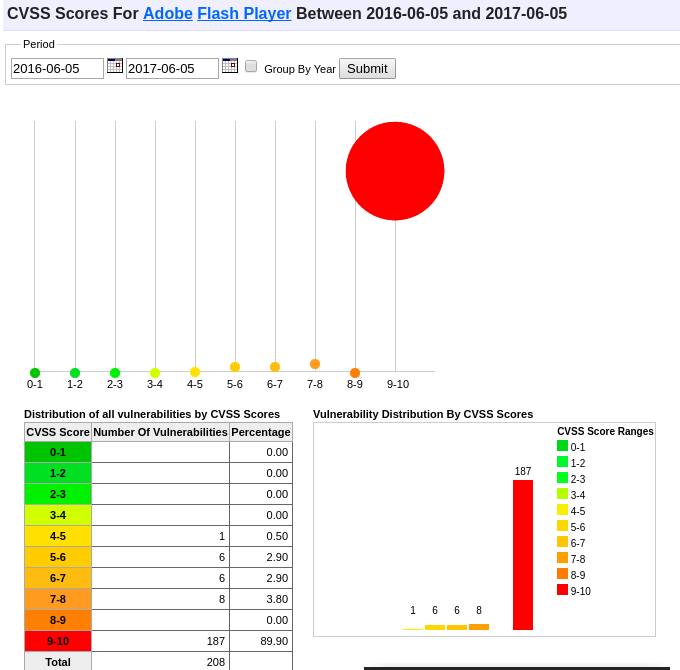 CVSS Scores For Adobe Flash Player Between 2016-06-05 and 2017-06-05
Period
2016-06-05 2017-06-05 Group By Year Submit
0-1 1-2 2-3 3-4 4-5 5-6 6-7 7-8 8-9 9-10
Distribution of all vulnerabilities by CVSS Scores
CVSS Score Number Of Vulnerabilities Percentage
0-1 0.00
1-2 0.00
2-3 0.00
3-4 0.00
4-5 1 0.50
5-6 6 2.90
6-7 6 2.90
7-8 8 3.80
8-9 0.00
9-10 187 89.90
Total 208
Vulnerability Distribution By CVSS Scores
187
1 6 6 8
CVSS Score Ranges
0-1
1-2
2-3
3-4
4-5
5-6
6-7
7-8
8-9
9-10